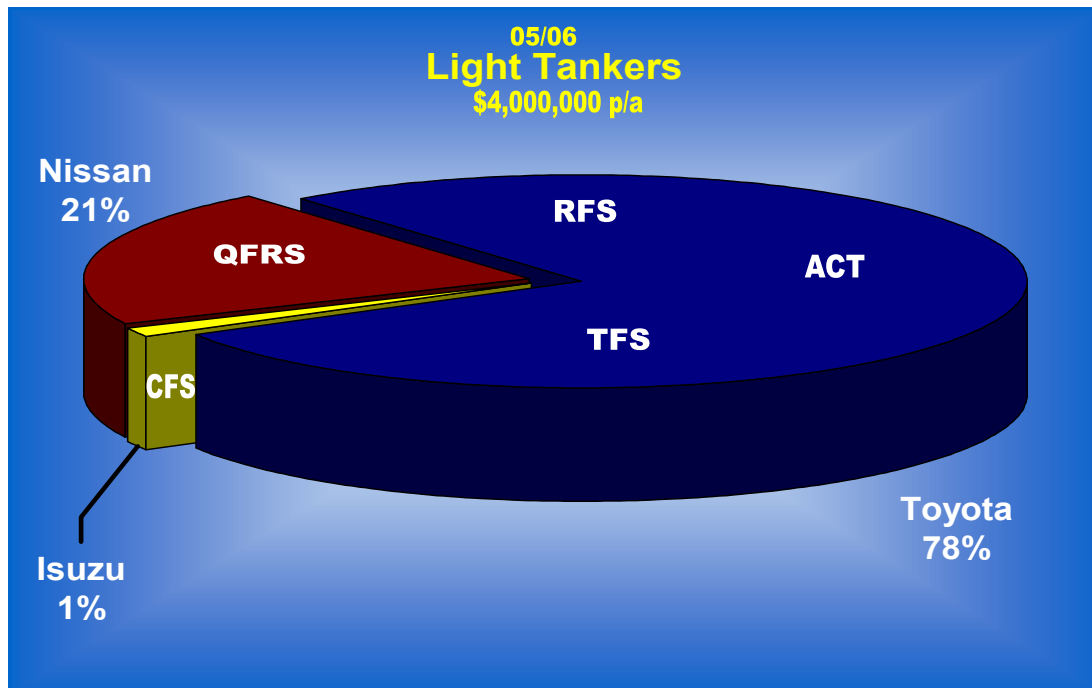 05/06
Light Tankers
$4,000,000 p/a
Nissan
21%
RFS
QFRS
ACT
TFS
CFS
Toyota
78%
Isuzu
1%